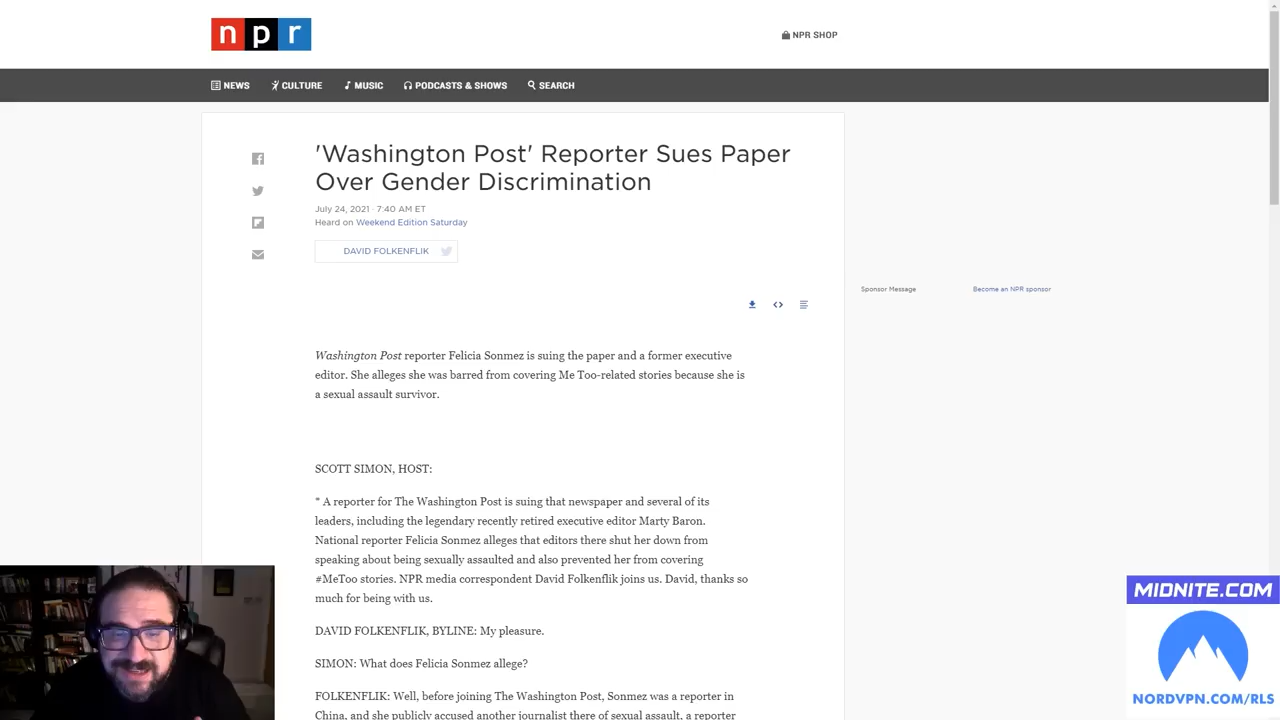 npr
NPR SHOP
NEWS
CULTURE
MUSIC
PODCASTS & SHOWS
SEARCH
'Washington Post' Reporter Sues Paper
Over Gender Discrimination
July 24, 2021 · 7:40 AM ET
Heard on Weekend Edition Saturday
DAVID FOLKENFLIK
Sponsor Message
Become an NPR sponsor
Washington Post reporter Felicia Sonmez is suing the paper and a former executive
editor. She alleges she was barred from covering Me Too-related stories because she is
a sexual assault survivor.
SCOTT SIMON, HOST:
* A reporter for The Washington Post is suing that newspaper and several of its
leaders, including the legendary recently retired executive editor Marty Baron.
National reporter Felicia Sonmez alleges that editors there shut her down from
speaking about being sexually assaulted and also prevented her from covering
#MeToo stories. NPR media correspondent David Folkenflik joins us. David, thanks so
much for being with us.
DAVID FOLKENFLIK, BYLINE: My pleasure.
SIMON: What does Felicia Sonmez allege?
FOLKENFLIK: Well, before joining The Washington Post, Sonmez was a reporter in
China, and she publicly accused another journalist there of sexual assault, a reporter
MIDNITE.COM
NORDVPN.COM/RLS